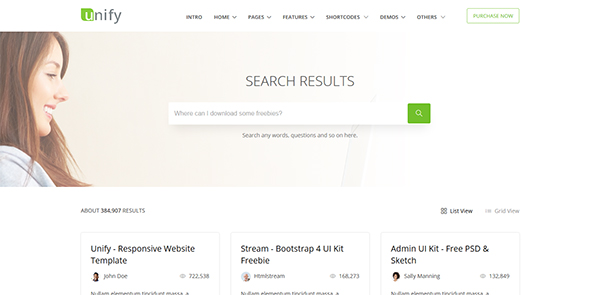 unify INTRO HOME PAGES FEATURES SHORTCODES DEMOS OTHERS PURCHASE NOW
SEARCH RESULTS
Where can I download some freebies?
Search any words, questions and so on here.
ABOUT 384,907 RESULTS List View Grid View
Unify - Responsive Website Template
John Doe 722,538
Nullam elementum tincidunt massa, a
Stream - Bootstrap 4 UI Kit Freebie
Htmlstream 168,273
Nullam elementum tincidunt massa, a
Admin UI Kit - Free PSD & Sketch
Sally Manning 132,849
Nullam elementum tincidunt massa, a